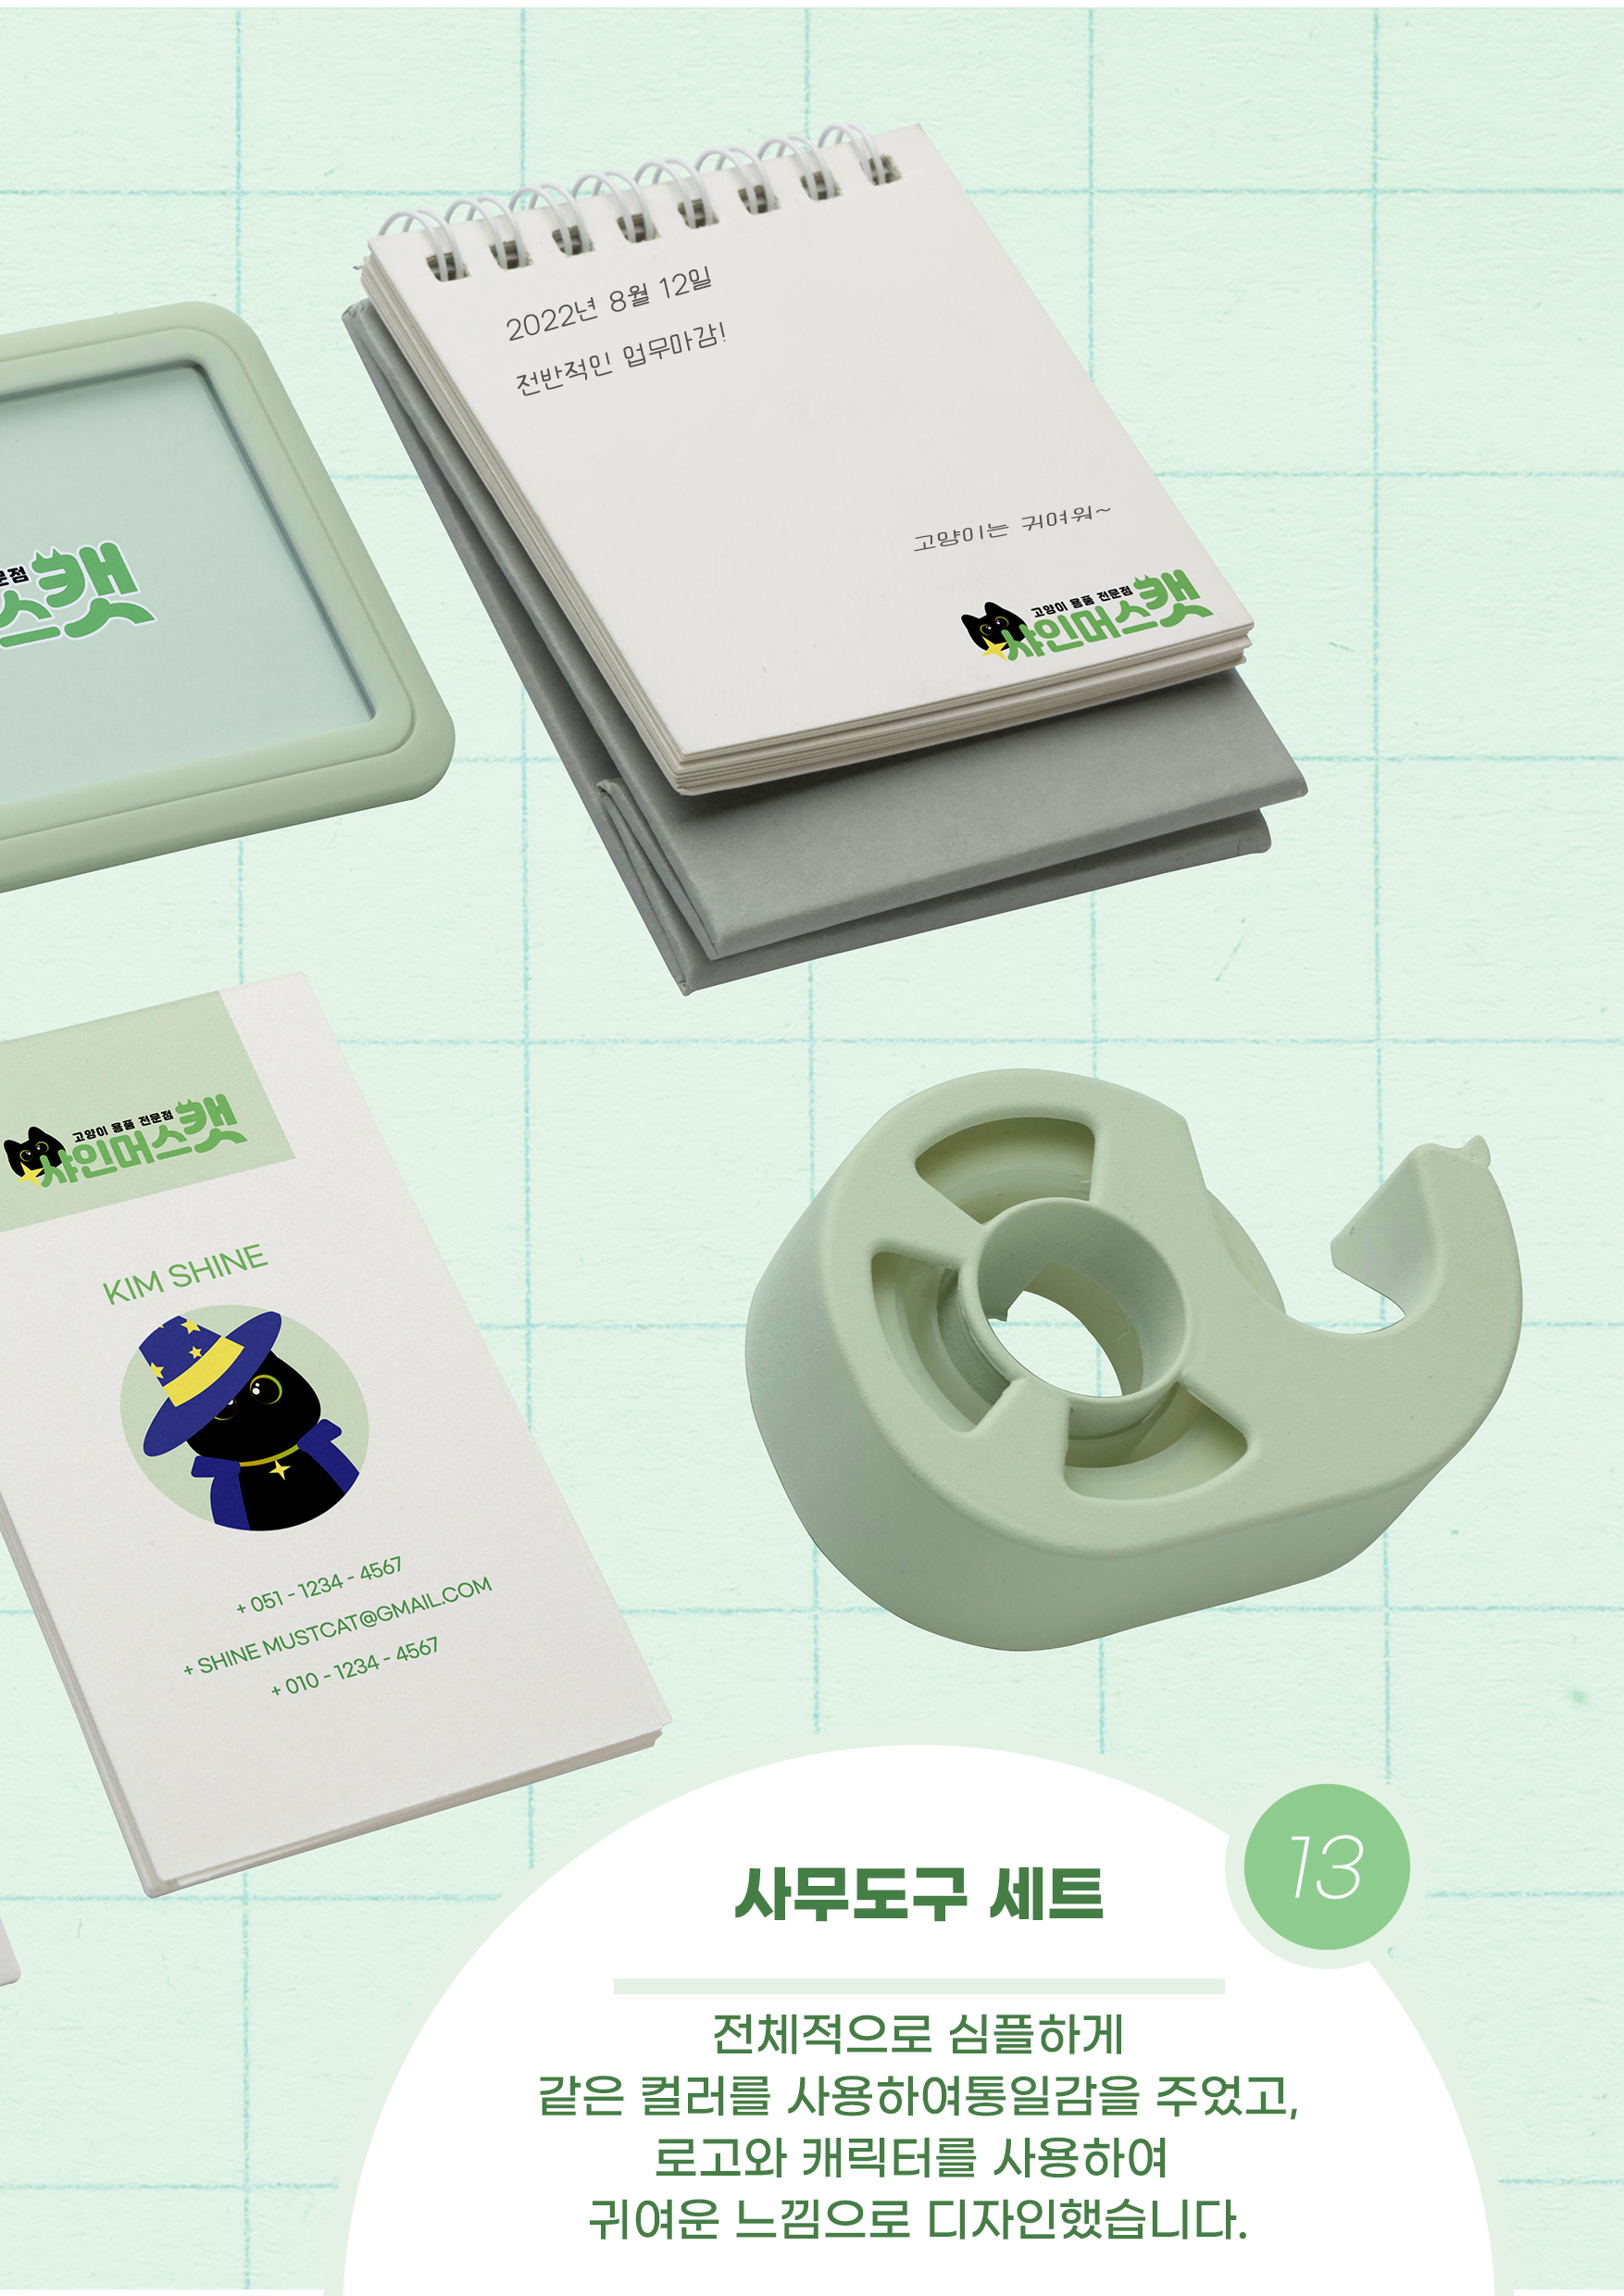 2022년 8월 12일
전반적인 업무마감!
고양이는 귀여워~
고양이 용품 전문점
샤인머스캣
문점
스캣
고양이 용품 전문점
샤인머스캣
KIM SHINE
+ 051 - 1234 - 4567
+ SHINE MUSTCAT@GMAIL.COM
+ 010 - 1234 - 4567
13
사무도구 세트
전체적으로 심플하게
같은 컬러를 사용하여통일감을 주었고,
로고와 캐릭터를 사용하여
귀여운 느낌으로 디자인했습니다.